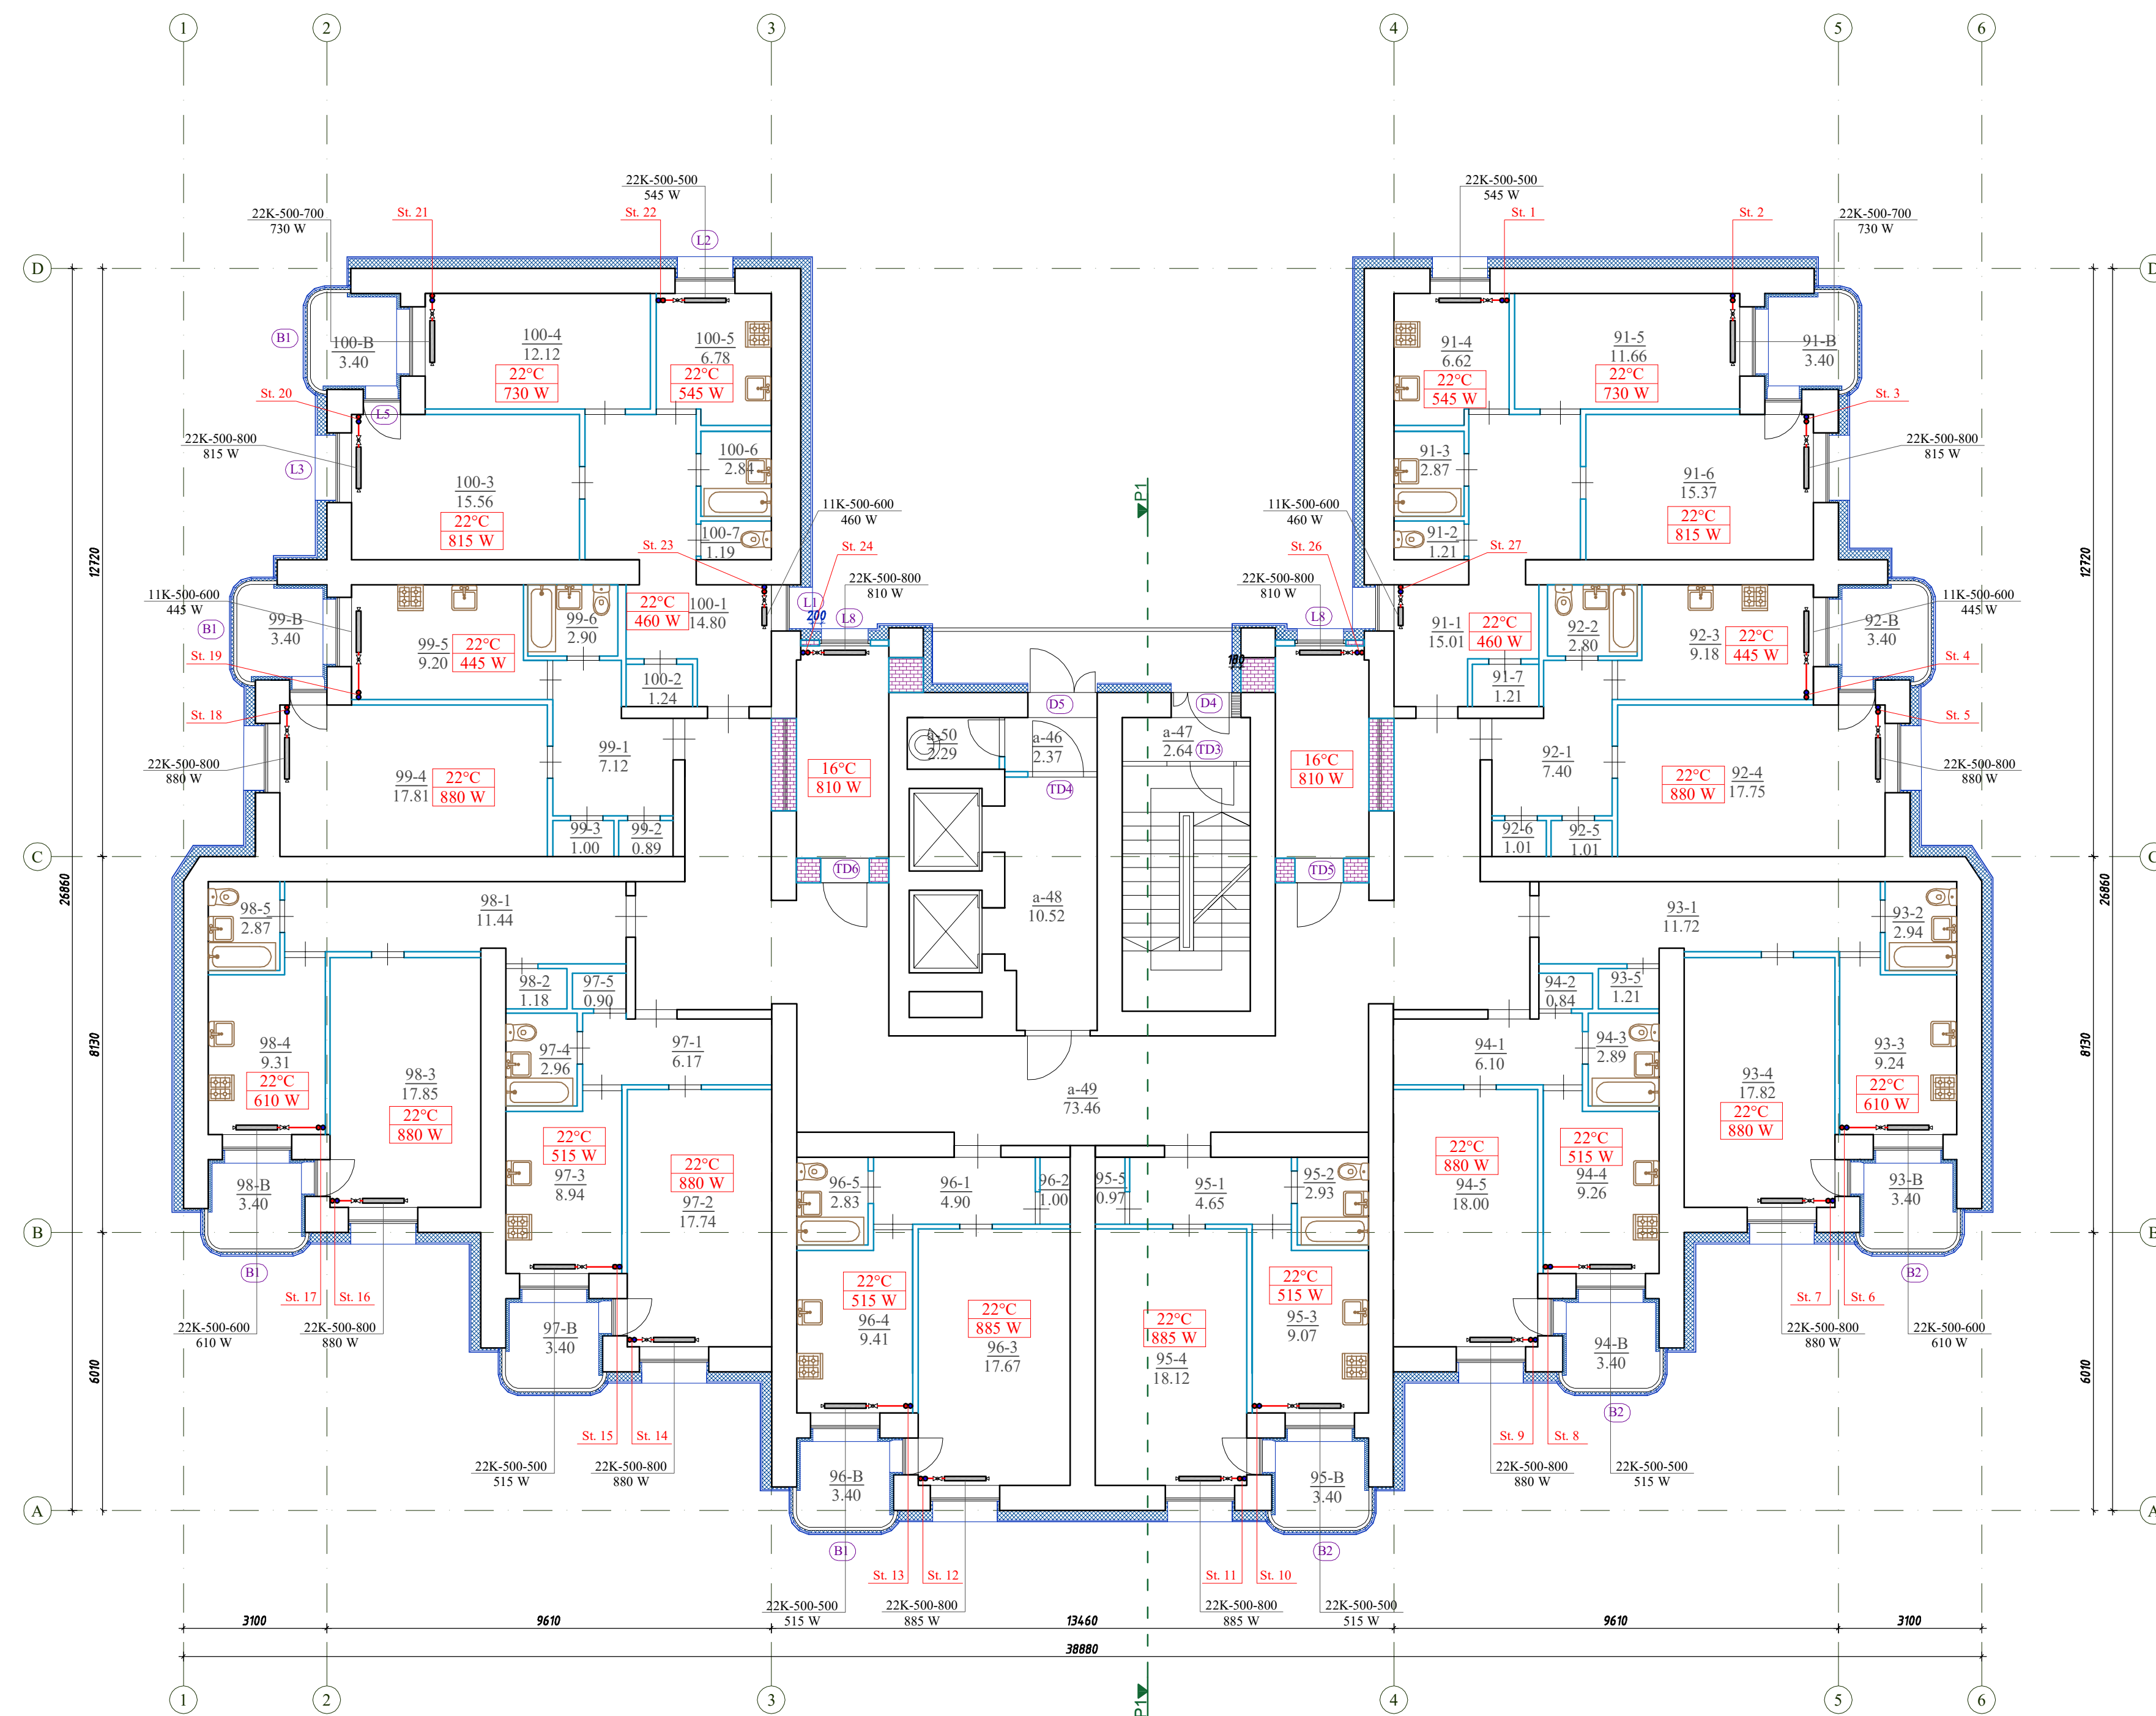 1
2
3
4
5
6
22K-500-500
545 W
22K-500-500
545 W
22K-500-700
730 W
St. 21
St. 22
L2
St. 1
St. 2
22K-500-700
730 W
D
D
B1
100-B
3.40
100-4
12.12
22°C
730 W
100-5
6.78
22°C
545 W
91-4
6.62
22°C
545 W
91-5
11.66
22°C
730 W
91-B
3.40
St. 20
L5
St. 3
22K-500-800
815 W
L3
100-3
15.56
22°C
815 W
100-6
2.84
91-3
2.87
91-6
15.37
22°C
815 W
22K-500-800
815 W
P1
11K-500-600
460 W
11K-500-600
460 W
100-7
1.19
91-2
1.21
St. 23
St. 24
St. 26
St. 27
12720
12720
22K-500-800
810 W
22K-500-800
810 W
11K-500-600
445 W
99-B
3.40
B1
99-5
9.20
22°C
445 W
99-6
2.90
22°C
460 W
100-1
14.80
L1
200
L8
L8
91-1
15.01
22°C
460 W
92-2
2.80
92-3
9.18
22°C
445 W
92-B
3.40
11K-500-600
445 W
St. 19
180
St. 4
100-2
1.24
91-7
1.21
St. 18
D5
D4
St. 5
99-1
7.12
a-50
2.29
a-46
2.37
a-47
2.64
TD3
92-1
7.40
22K-500-800
880 W
99-4
17.81
22°C
880 W
16°C
810 W
TD4
16°C
810 W
22°C
880 W
92-4
17.75
22K-500-800
880 W
99-3
1.00
99-2
0.89
92-6
1.01
92-5
1.01
C
C
TD6
TD5
26860
26860
98-5
2.87
98-1
11.44
a-48
10.52
93-1
11.72
93-2
2.94
98-2
1.18
97-5
0.90
94-2
0.84
93-5
1.21
8130
8130
98-4
9.31
22°C
610 W
98-3
17.85
22°C
880 W
97-4
2.96
97-1
6.17
94-1
6.10
94-3
2.89
93-4
17.82
22°C
880 W
93-3
9.24
22°C
610 W
a-49
73.46
22°C
515 W
97-3
8.94
22°C
880 W
97-2
17.74
22°C
880 W
94-5
18.00
22°C
515 W
94-4
9.26
98-B
3.40
96-5
2.83
96-1
4.90
96-2
1.00
95-5
0.97
95-1
4.65
95-2
2.93
93-B
3.40
B
B
B1
B2
St. 17
St. 16
22°C
515 W
96-4
9.41
22°C
885 W
96-3
17.67
22°C
885 W
95-4
18.12
22°C
515 W
95-3
9.07
St. 7
St. 6
22K-500-600
610 W
22K-500-800
880 W
97-B
3.40
94-B
3.40
22K-500-800
880 W
22K-500-600
610 W
6010
6010
B2
St. 15
St. 14
St. 9
St. 8
22K-500-500
515 W
22K-500-800
880 W
96-B
3.40
95-B
3.40
22K-500-800
880 W
22K-500-500
515 W
A
A
B1
B2
St. 13
St. 12
St. 11
St. 10
22K-500-500
515 W
22K-500-800
885 W
22K-500-800
885 W
22K-500-500
515 W
3100
9610
13460
9610
3100
38880
P1
1
2
3
4
5
6